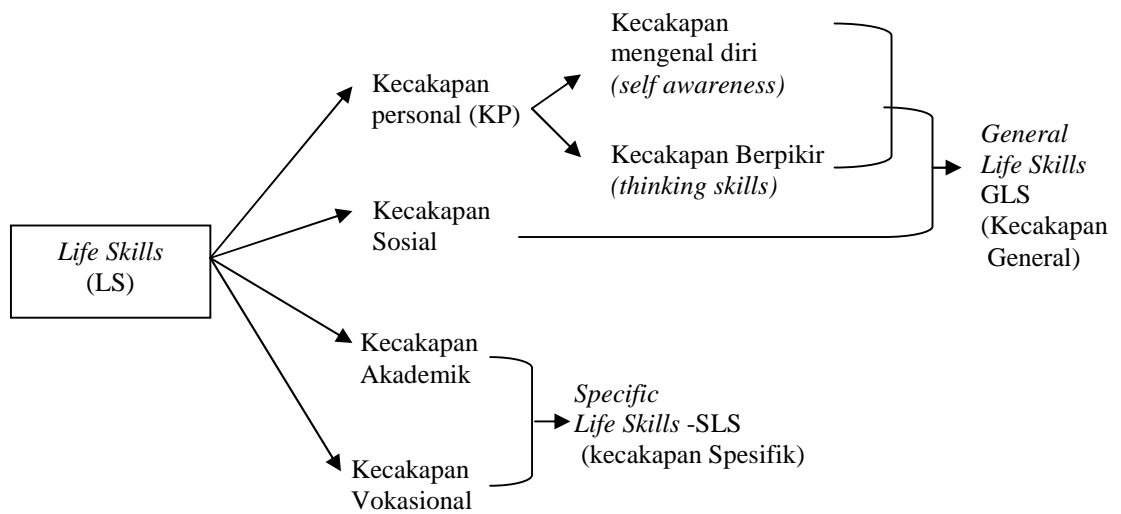 Kecakapan
mengenal diri
(self awareness)
Kecakapan
personal (KP)
Kecakapan Berpikir
(thinking skills)
General
Life Skills
GLS
(Kecakapan
General)
Kecakapan
Sosial
Life Skills
(LS)
Kecakapan
Akademik
Specific
Life Skills -SLS
(kecakapan Spesifik)
Kecakapan
Vokasional